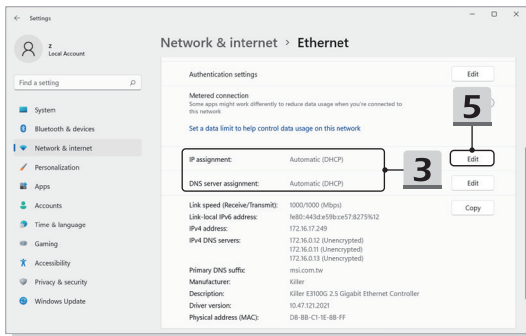 Settings
z
Local Account
Find a setting
System
Bluetooth & devices
Network & internet
Personalization
Apps
Accounts
Time & language
Gaming
Accessibility
Privacy & security
Windows Update
Network & internet > Ethernet
Authentication settings
Edit
Metered connection
Some apps might work differently to reduce data usage when you're connected to
this network
Set a data limit to help control data usage on this network
5
IP assignment: Automatic (DHCP)
Edit
3
DNS server assignment: Automatic (DHCP)
Edit
Link speed (Receive/Transmit): 1000/1000 (Mbps)
Copy
Link-local IPv6 address: fe80::443d:e59b:ce57:8275%12
IPv4 address: 172.16.17.249
IPv4 DNS servers: 172.16.0.12 (Unencrypted)
172.16.0.11 (Unencrypted)
172.16.0.13 (Unencrypted)
Primary DNS suffix: msi.com.tw
Manufacturer: Killer
Description: Killer E3100G 2.5 Gigabit Ethernet Controller
Driver version: 10.47.121.2021
Physical address (MAC): D8-BB-C1-1E-8B-FF